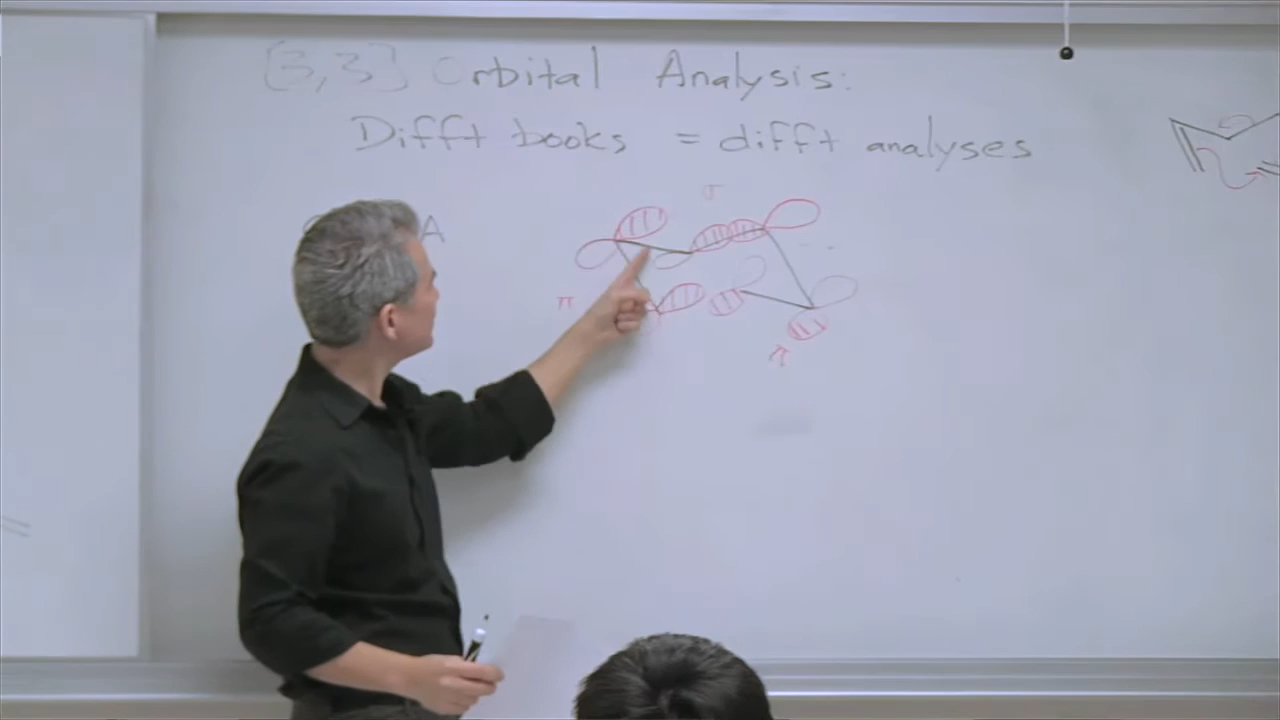 [3,3] Orbital Analysis:
Difft books = difft analyses
A
σ
π
π